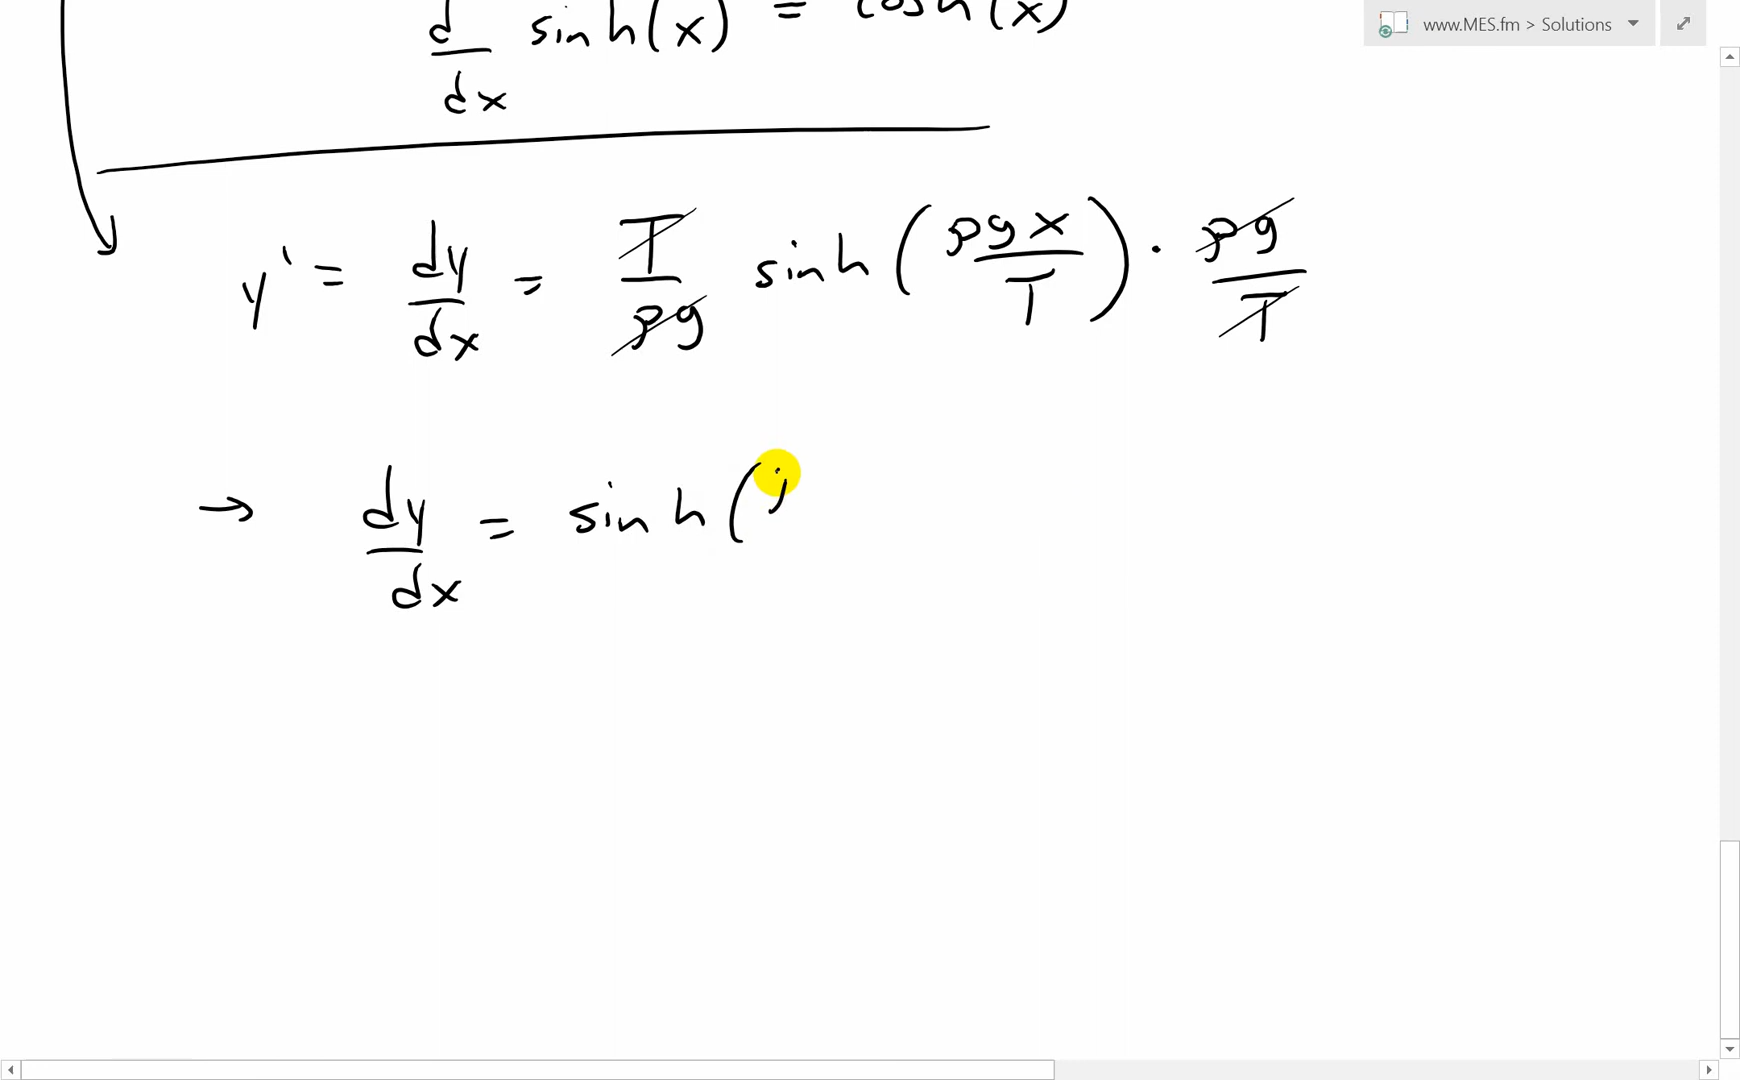 www.MES.fm > Solutions
d/dx sinh(x) = cosh(x)
y' = dy/dx = T/ρg sinh(ρgx/T) · ρg/T
→ dy/dx = sinh(